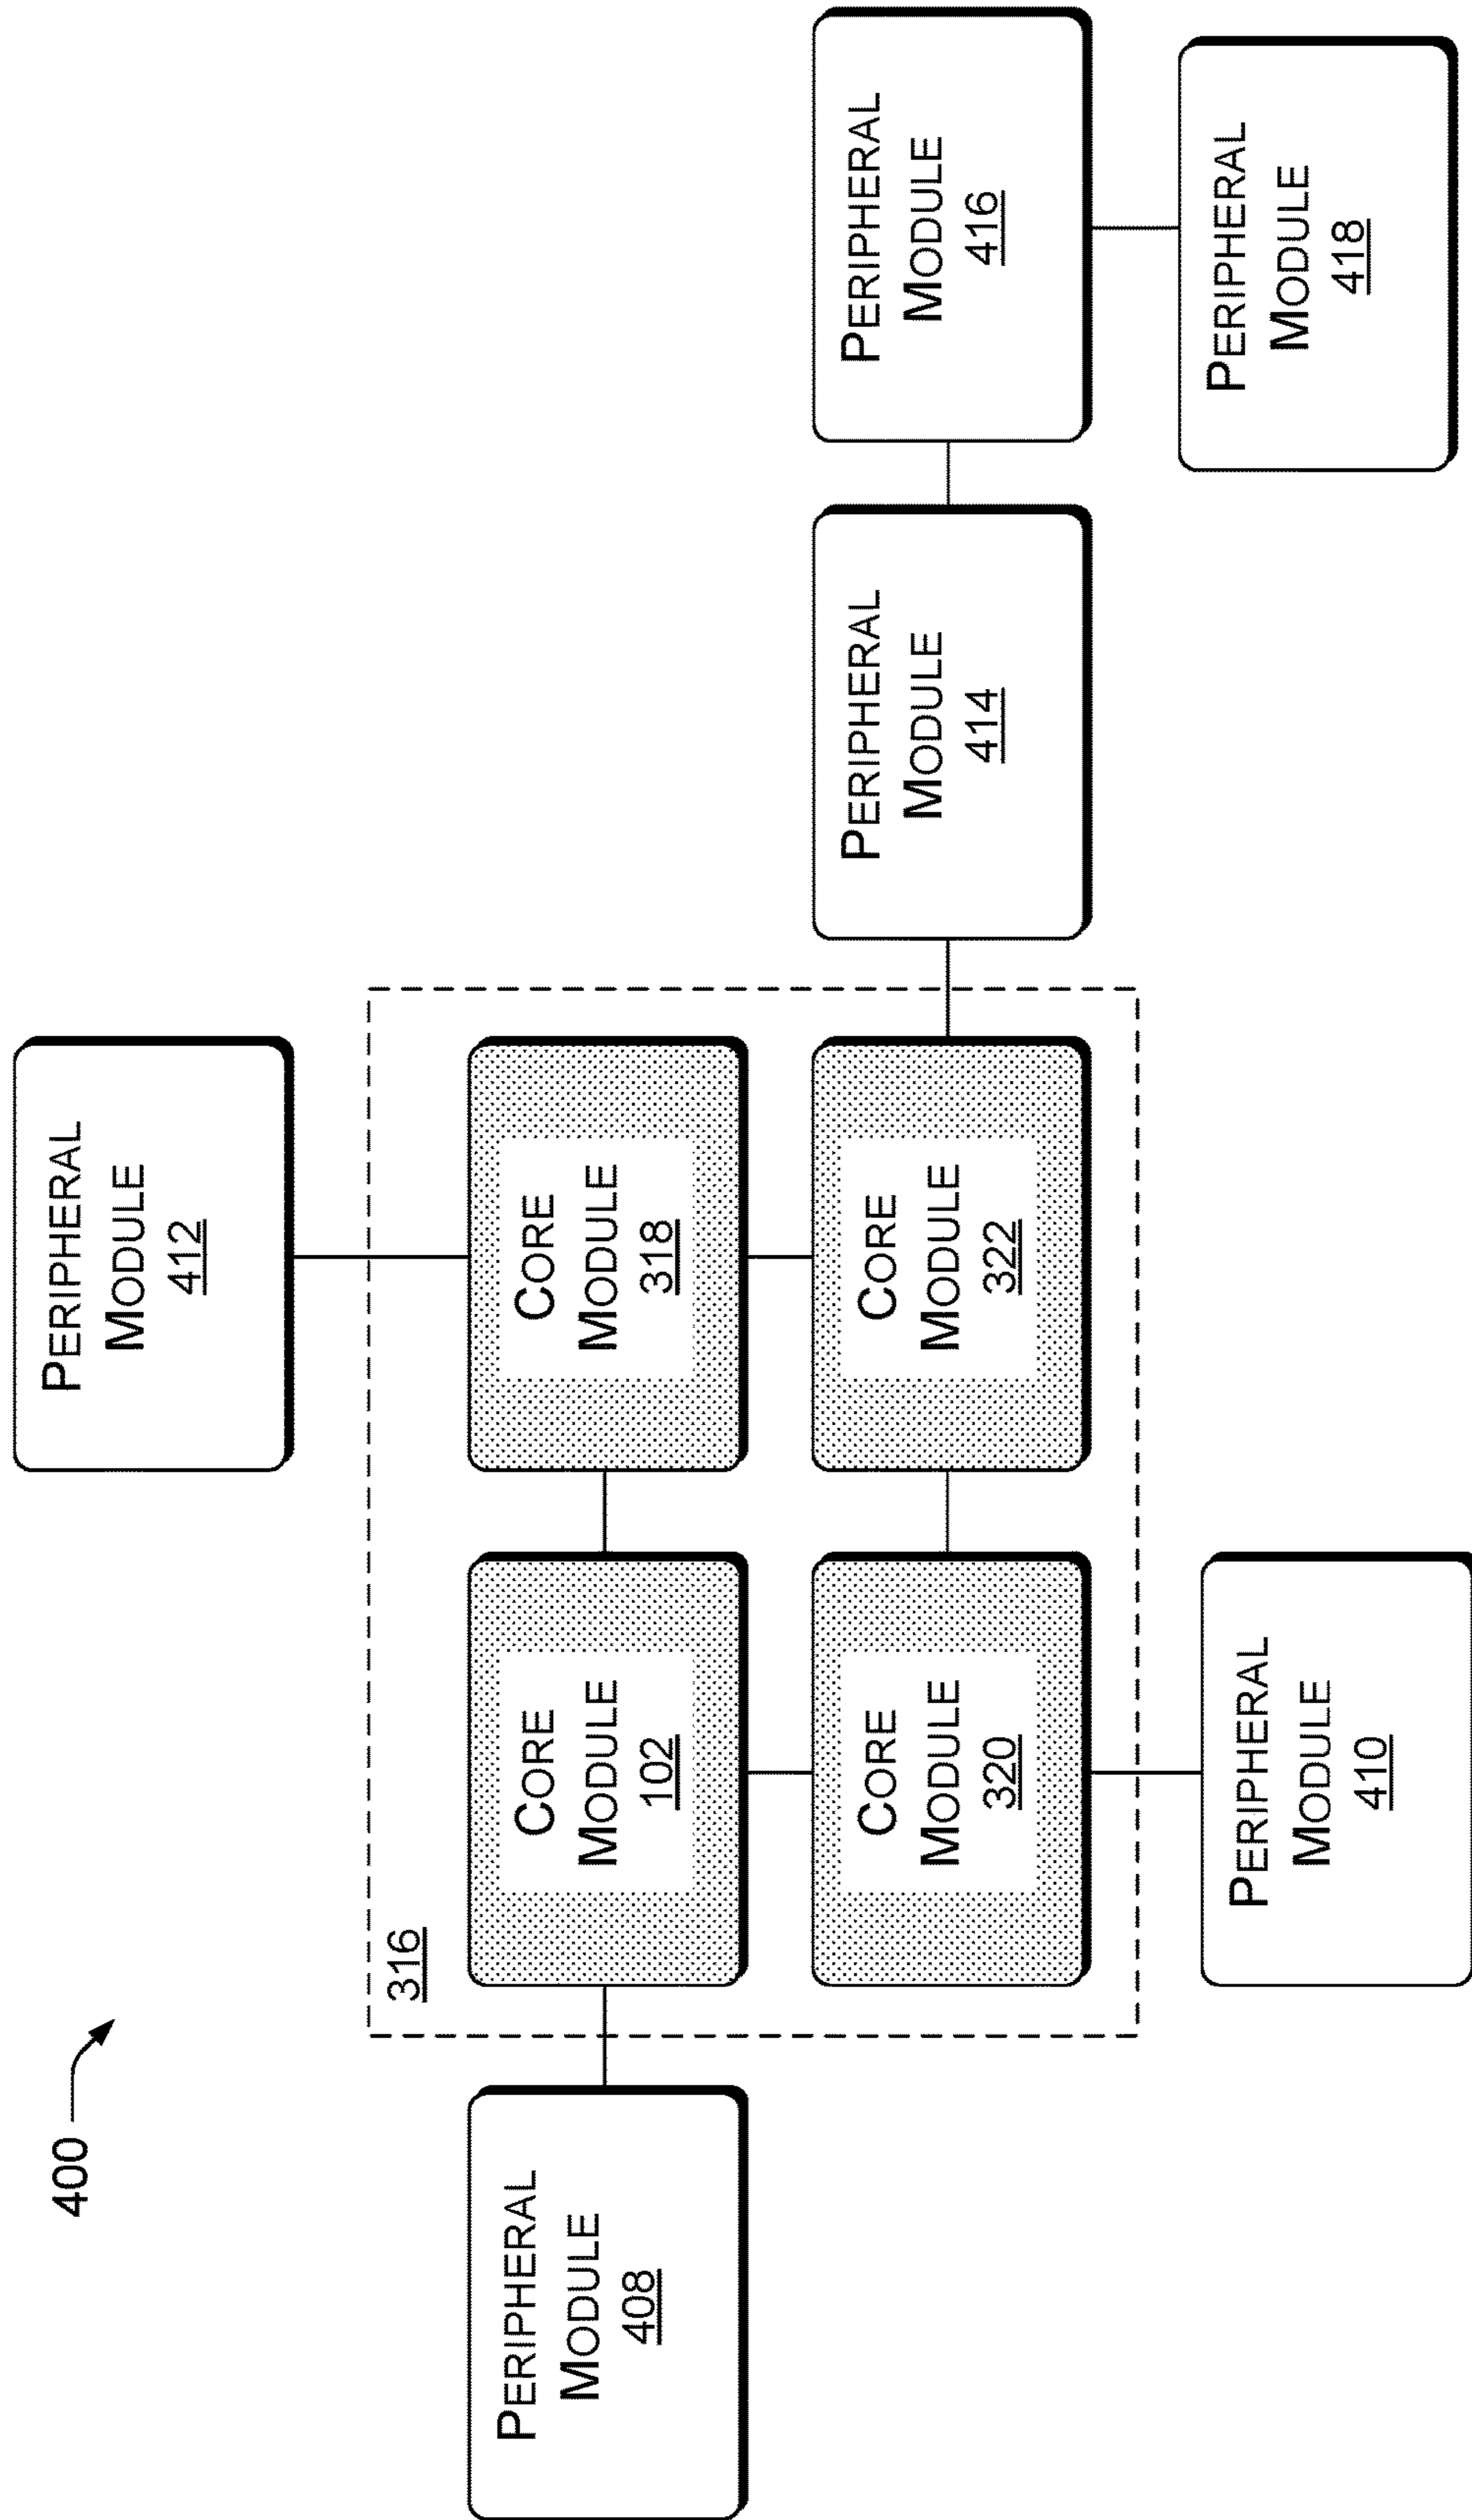 400
PERIPHERAL
MODULE
412
PERIPHERAL
MODULE
408
316
CORE
MODULE
102
CORE
MODULE
318
CORE
MODULE
320
CORE
MODULE
322
PERIPHERAL
MODULE
414
PERIPHERAL
MODULE
416
PERIPHERAL
MODULE
410
PERIPHERAL
MODULE
418